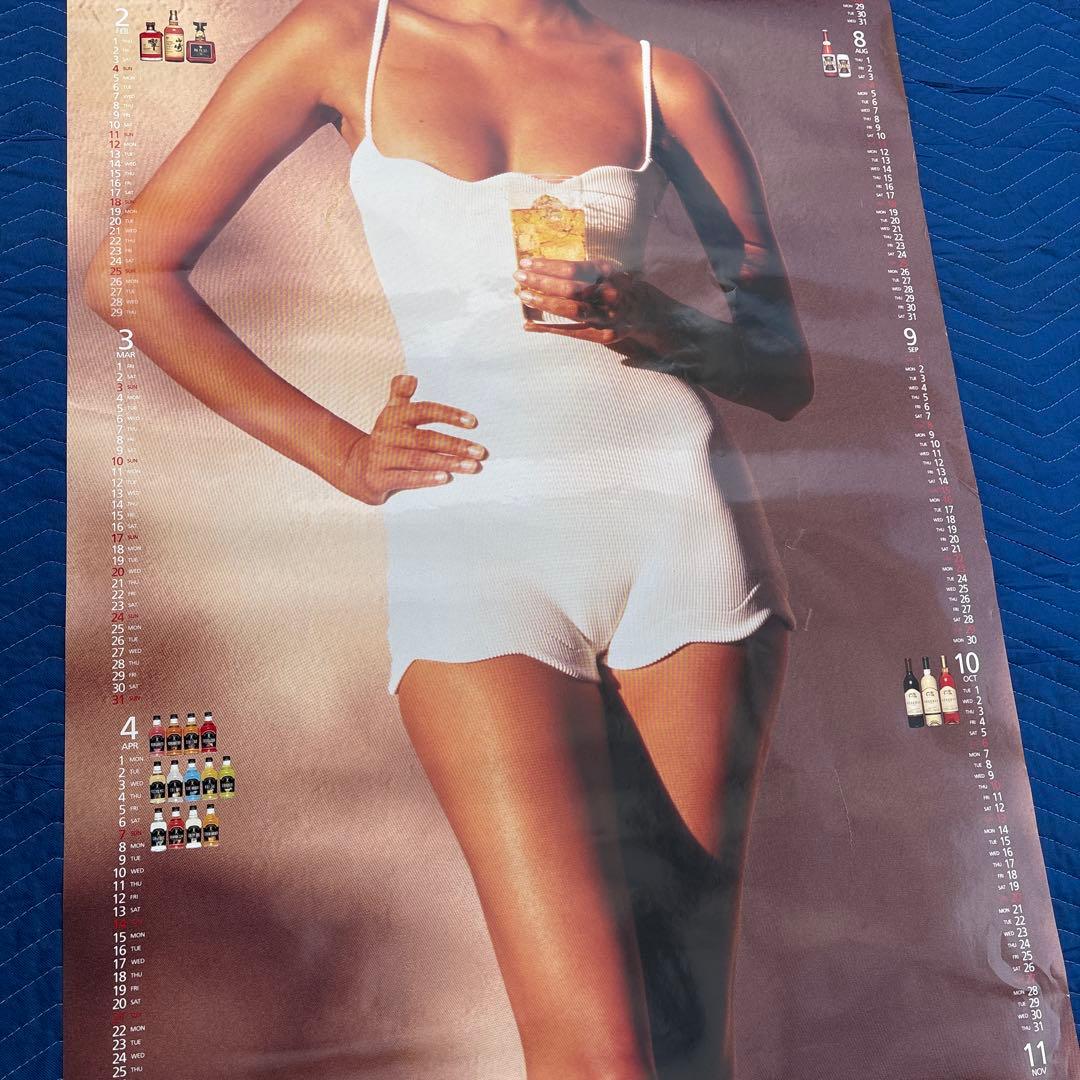 2
FEB
1 THU
2 FRI
3 SAT
4 SUN
5 MON
6 TUE
7 WED
8 THU
9 FRI
10 SAT
11 SUN
12 MON
13 TUE
14 WED
15 THU
16 FRI
17 SAT
18 SUN
19 MON
20 TUE
21 WED
22 THU
23 FRI
24 SAT
25 SUN
26 MON
27 TUE
28 WED
29 THU
3
MAR
1 FRI
2 SAT
3 SUN
4 MON
5 TUE
6 WED
7 THU
8 FRI
9 SAT
10 SUN
11 MON
12 TUE
13 WED
14 THU
15 FRI
16 SAT
17 SUN
18 MON
19 TUE
20 WED
21 THU
22 FRI
23 SAT
24 SUN
25 MON
26 TUE
27 WED
28 THU
29 FRI
30 SAT
31 SUN
4
APR
1 MON
2 TUE
3 WED
4 THU
5 FRI
6 SAT
7 SUN
8 MON
9 TUE
10 WED
11 THU
12 FRI
13 SAT
15 MON
16 TUE
17 WED
18 THU
19 FRI
20 SAT
22 MON
23 TUE
24 WED
25 THU
MON 29
TUE 30
WED 31
8
AUG
THU 1
FRI 2
SAT 3
MON 5
TUE 6
WED 7
THU 8
FRI 9
SAT 10
MON 12
TUE 13
WED 14
THU 15
FRI 16
SAT 17
MON 19
TUE 20
WED 21
THU 22
FRI 23
SAT 24
MON 26
TUE 27
WED 28
THU 29
FRI 30
SAT 31
9
SEP
MON 2
TUE 3
WED 4
THU 5
FRI 6
SAT 7
MON 9
TUE 10
WED 11
THU 12
FRI 13
SAT 14
MON
TUE 17
WED 18
THU 19
FRI 20
SAT 21
MON
TUE 24
WED 25
THU 26
FRI 27
SAT 28
MON 30
10
OCT
TUE 1
WED 2
THU 3
FRI 4
SAT 5
MON 7
TUE 8
WED 9
THU
FRI 11
SAT 12
MON 14
TUE 15
WED 16
THU 17
FRI 18
SAT 19
MON 21
TUE 22
WED 23
THU 24
FRI 25
SAT 26
MON 28
TUE 29
WED 30
THU 31
11
NOV